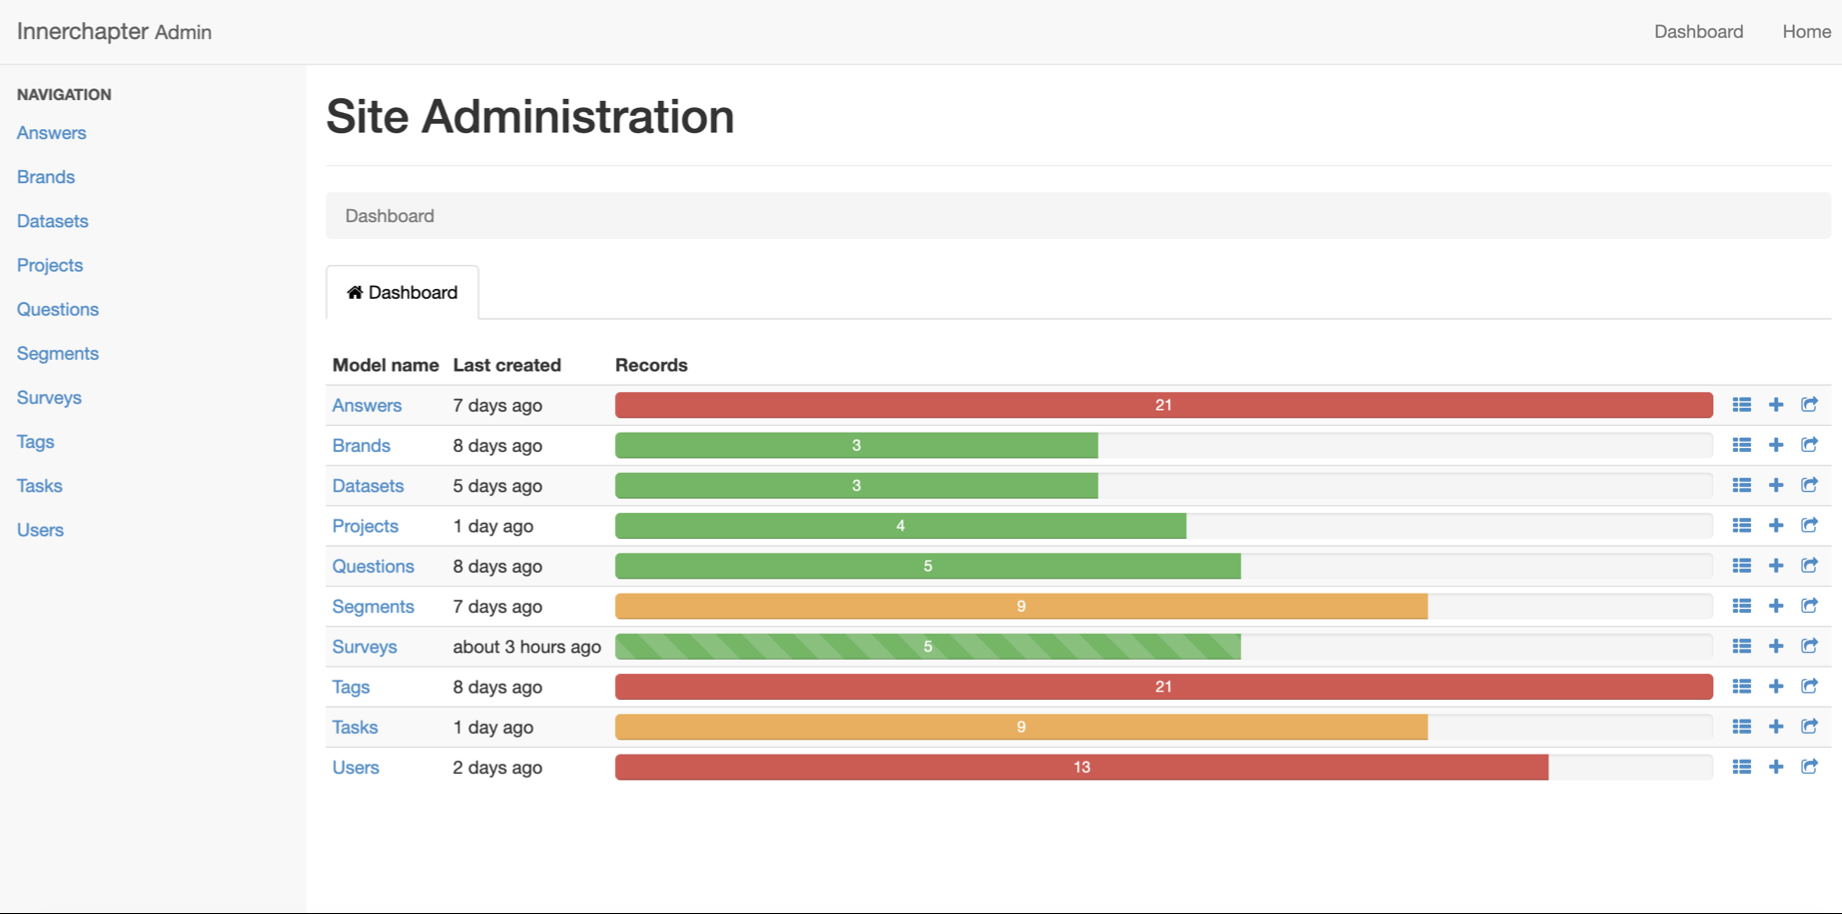 Innerchapter Admin
Dashboard Home
NAVIGATION
Answers
Brands
Datasets
Projects
Questions
Segments
Surveys
Tags
Tasks
Users
Site Administration
Dashboard
Dashboard
Model name Last created Records
Answers 7 days ago 21
Brands 8 days ago 3
Datasets 5 days ago 3
Projects 1 day ago 4
Questions 8 days ago 5
Segments 7 days ago 9
Surveys about 3 hours ago 5
Tags 8 days ago 21
Tasks 1 day ago 9
Users 2 days ago 13